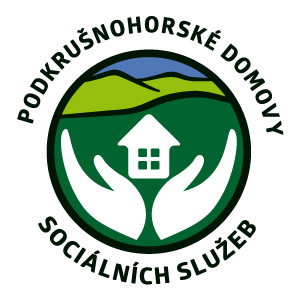 PODKRUŠNOHORSKÉ DOMOVY
SOCIÁLNÍCH SLUŽEB